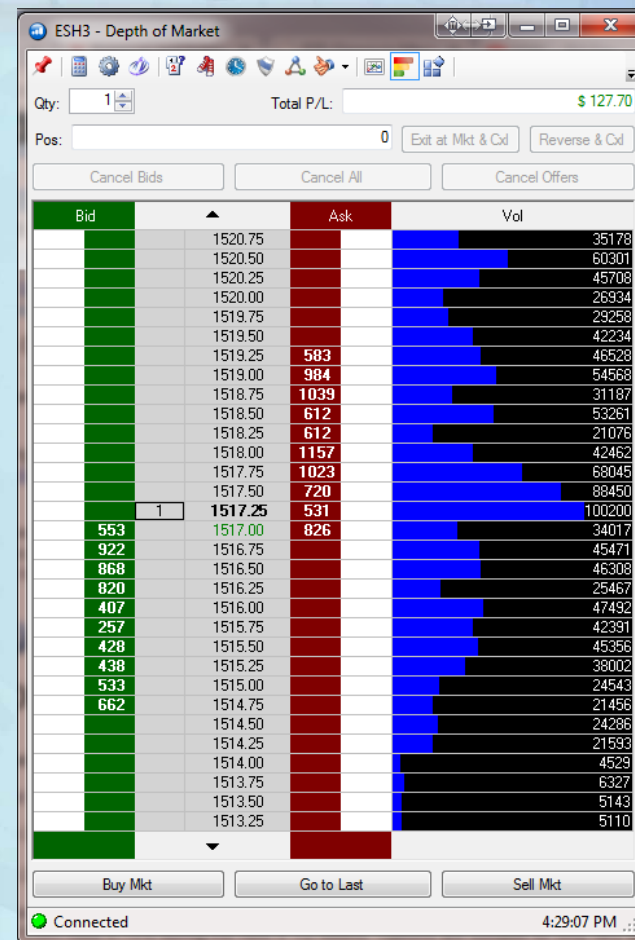 ESH3 - Depth of Market
Qty: 1 Total P/L: $ 127.70
Pos: 0 Exit at Mkt & Cxl Reverse & Cxl
Cancel Bids Cancel All Cancel Offers
Bid Ask Vol
1520.75 35178
1520.50 60301
1520.25 45708
1520.00 26934
1519.75 29258
1519.50 42234
1519.25 583 46528
1519.00 984 54568
1518.75 1039 31187
1518.50 612 53261
1518.25 612 21076
1518.00 1157 42462
1517.75 1023 68045
1517.50 720 88450
1 1517.25 531 100200
553 1517.00 826 34017
922 1516.75 45471
868 1516.50 46308
820 1516.25 25467
407 1516.00 47492
257 1515.75 42391
428 1515.50 45356
438 1515.25 38002
533 1515.00 24543
662 1514.75 21456
1514.50 24286
1514.25 21593
1514.00 4529
1513.75 6327
1513.50 5143
1513.25 5110
Buy Mkt Go to Last Sell Mkt
Connected 4:29:07 PM